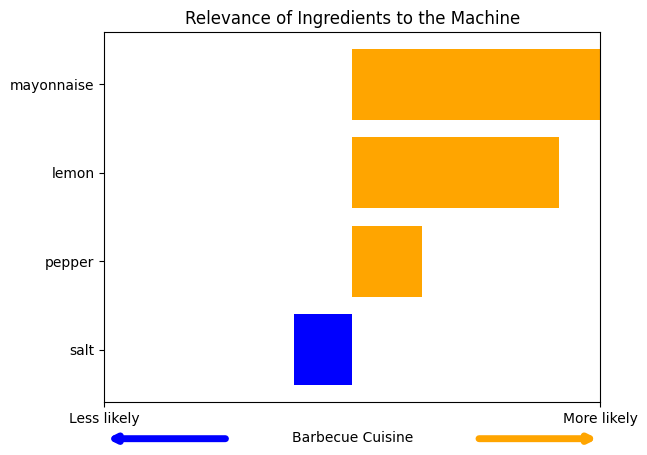 Relevance of Ingredients to the Machine
mayonnaise
lemon
pepper
salt
Less likely
More likely
Barbecue Cuisine